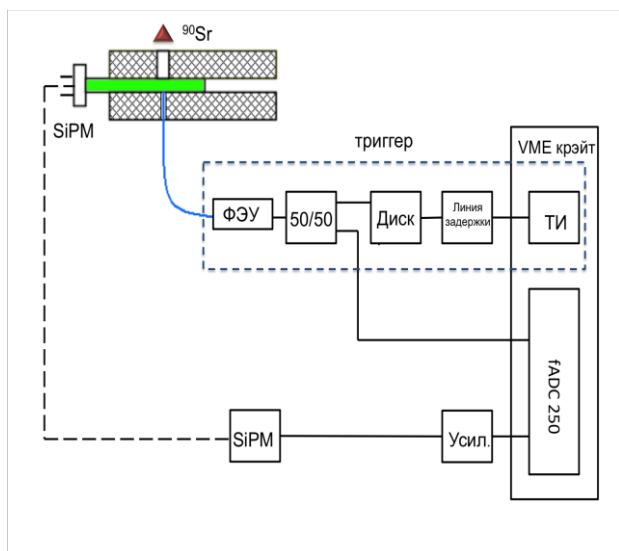 ⁹⁰Sr
SiPM
триггер
VME крэйт
ФЭУ
50/50
Диск
Линия
задержки
ТИ
fADC 250
SiPM
Усил.